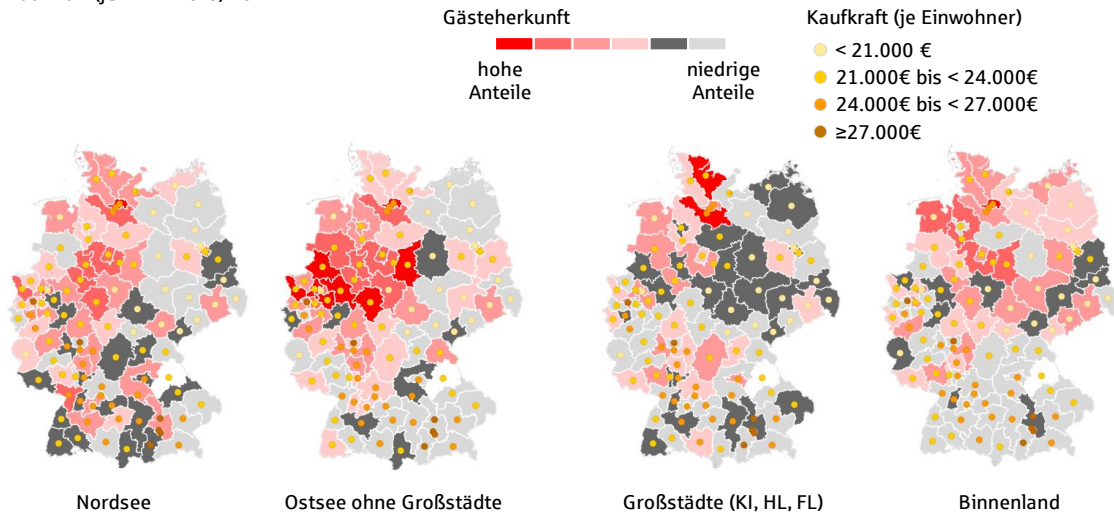 Gästeherkunft
hohe
Anteile
niedrige
Anteile
Kaufkraft (je Einwohner)
< 21.000 €
21.000€ bis < 24.000€
24.000€ bis < 27.000€
≥27.000€
Nordsee
Ostsee ohne Großstädte
Großstädte (KI, HL, FL)
Binnenland